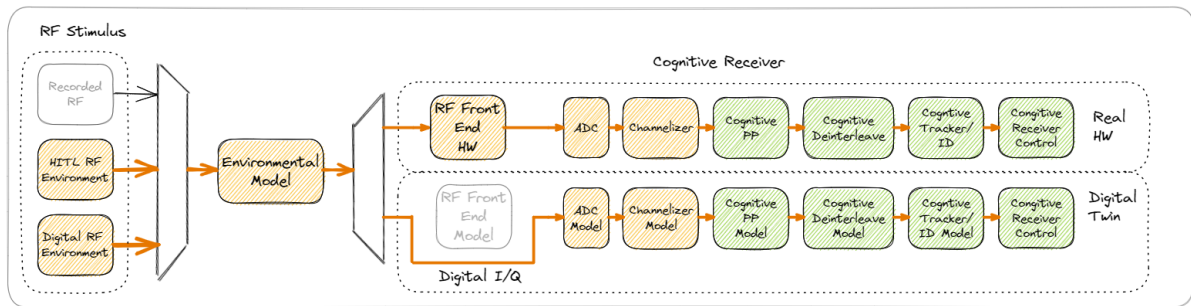 RF Stimulus
Recorded
RF
HITL RF
Environment
Digital RF
Environment
Environmental
Model
Cognitive Receiver
RF Front
End
HW
ADC
Channelizer
Cognitive
PP
Cognitive
Deinterleave
Cogntive
Tracker/
ID
Congitive
Receiver
Control
Real
HW
RF Front
End
Model
ADC
Model
Channelizer
Model
Cognitive
PP
Model
Cognitive
Deinterleave
Model
Cogntive
Tracker/
ID Model
Congitive
Receiver
Control
Digital
Twin
Digital I/Q